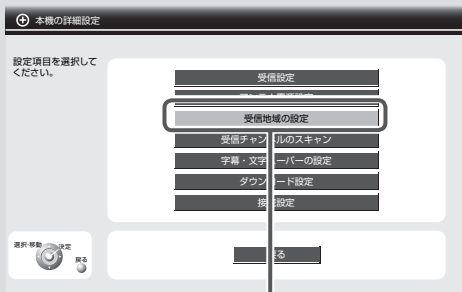 本機の詳細設定
設定項目を選択して
ください。
受信設定
受信地域の設定
受信チャンネルのスキャン
字幕・文字スーパーの設定
ダウンロード設定
設定
選択・移動
決定
戻る
戻る